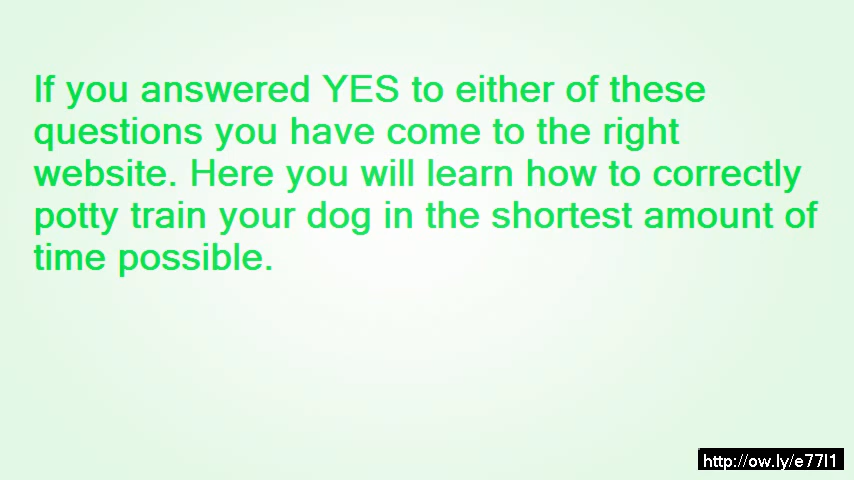 If you answered YES to either of these
questions you have come to the right
website. Here you will learn how to correctly
potty train your dog in the shortest amount of
time possible.
http://ow.ly/e77l1